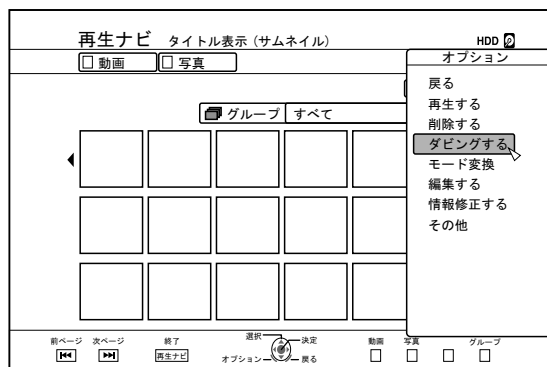 再生ナビ タイトル表示（サムネイル） HDD
動画 写真
グループ すべて
オプション
戻る
再生する
削除する
ダビングする
モード変換
編集する
情報修正する
その他
前ページ 次ページ 終了 選択 決定 動画 写真 グループ
再生ナビ オプション 戻る